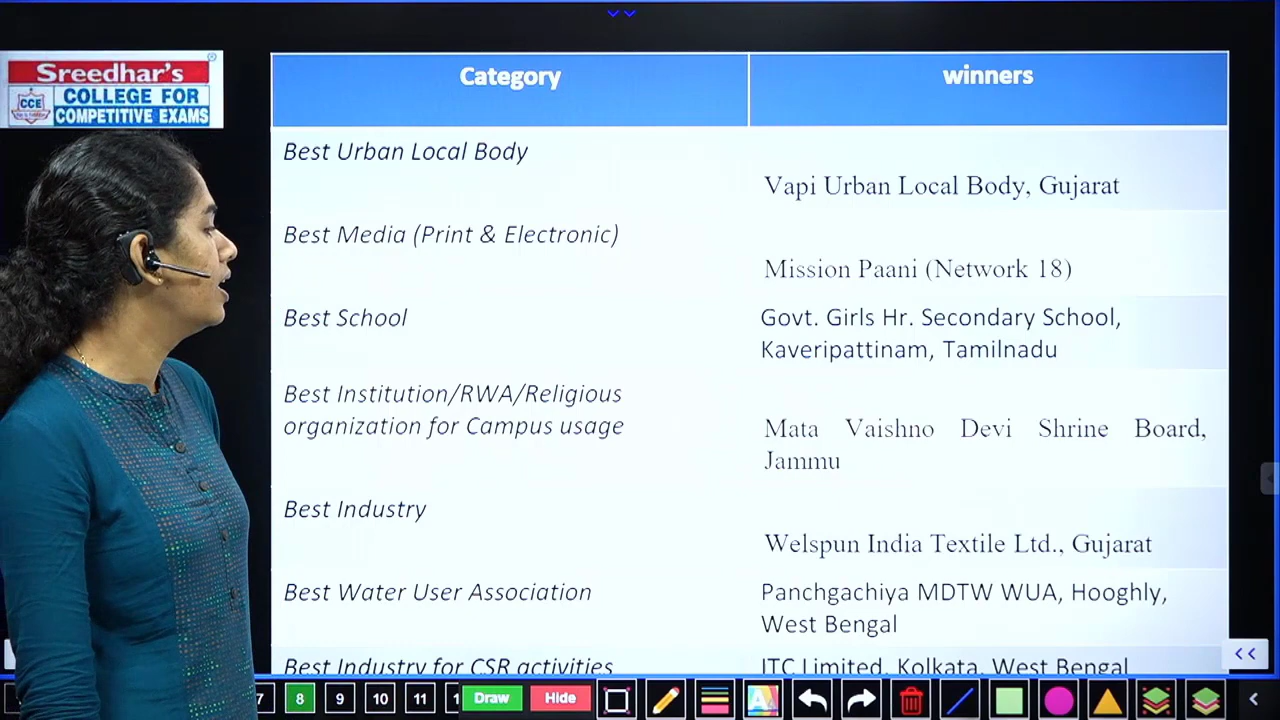 Sreedhar's
CCE
COLLEGE FOR
COMPETITIVE EXAMS
Category
winners
Best Urban Local Body
Vapi Urban Local Body, Gujarat
Best Media (Print & Electronic)
Mission Paani (Network 18)
Best School
Govt. Girls Hr. Secondary School,
Kaveripattinam, Tamilnadu
Best Institution/RWA/Religious
organization for Campus usage
Mata Vaishno Devi Shrine Board,
Jammu
Best Industry
Welspun India Textile Ltd., Gujarat
Best Water User Association
Panchgachiya MDTW WUA, Hooghly,
West Bengal
Best Industry for CSR activities
ITC Limited, Kolkata, West Bengal
7 8 9 10 11 Draw Hide A